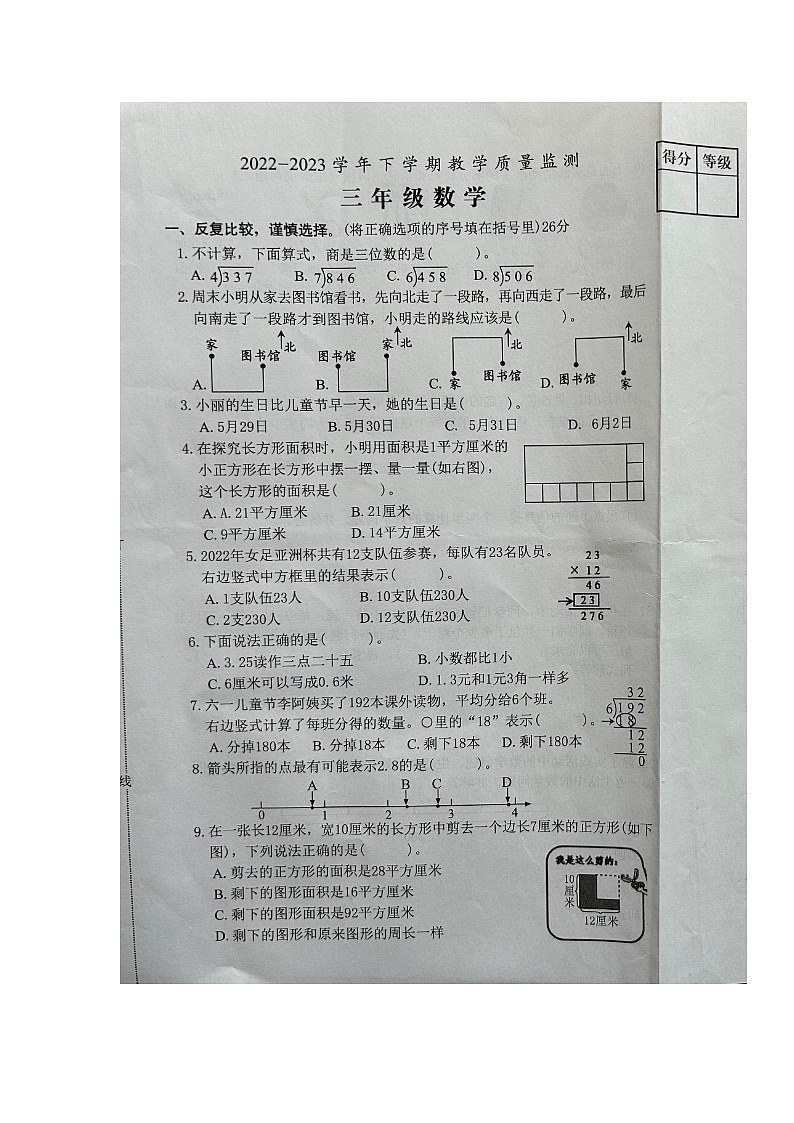 2022-2023学年下学期教学质量监测
得分 等级
三年级数学
一、反复比较，谨慎选择。(将正确选项的序号填在括号里)26分
1.不计算，下面算式，商是三位数的是( )。
A. 4)337 B. 7)846 C. 6)458 D. 8)506
2.周末小明从家去图书馆看书，先向北走了一段路，再向西走了一段路，最后
向南走了一段路才到图书馆，小明走的路线应该是( )。
家 图书馆 北 图书馆 家 北 北 北
A. B. C. 家 图书馆 D. 图书馆 家
3.小丽的生日比儿童节早一天，她的生日是( )。
A. 5月29日 B. 5月30日 C. 5月31日 D. 6月2日
4.在探究长方形面积时，小明用面积是1平方厘米的
小正方形在长方形中摆一摆、量一量(如右图)，
这个长方形的面积是( )。
A. A. 21平方厘米 B. 21厘米
C. 9平方厘米 D. 14平方厘米
5.2022年女足亚洲杯共有12支队伍参赛，每队有23名队员。
右边竖式中方框里的结果表示( )。
A. 1支队伍23人 B. 10支队伍230人
C. 2支230人 D. 12支队伍230人
23
× 12
46
23
276
6.下面说法正确的是( )。
A. 3.25读作三点二十五 B. 小数都比1小
C. 6厘米可以写成0.6米 D. 1.3元和1元3角一样多
7.六一儿童节李阿姨买了192本课外读物，平均分给6个班。
右边竖式计算了每班分得的数量。○里的“18”表示( )。
A. 分掉180本 B. 分掉18本 C. 剩下18本 D. 剩下180本
32
6)192
18
12
12
0
8.箭头所指的点最有可能表示2.8的是( )。
A B C D
0 1 2 3 4
9.在一张长12厘米，宽10厘米的长方形中剪去一个边长7厘米的正方形(如下
图)，下列说法正确的是( )。
A. 剪去的正方形的面积是28平方厘米
B. 剩下的图形面积是16平方厘米
C. 剩下的图形面积是92平方厘米
D. 剩下的图形和原来图形的周长一样
我是这么剪的：
10厘米
12厘米
线